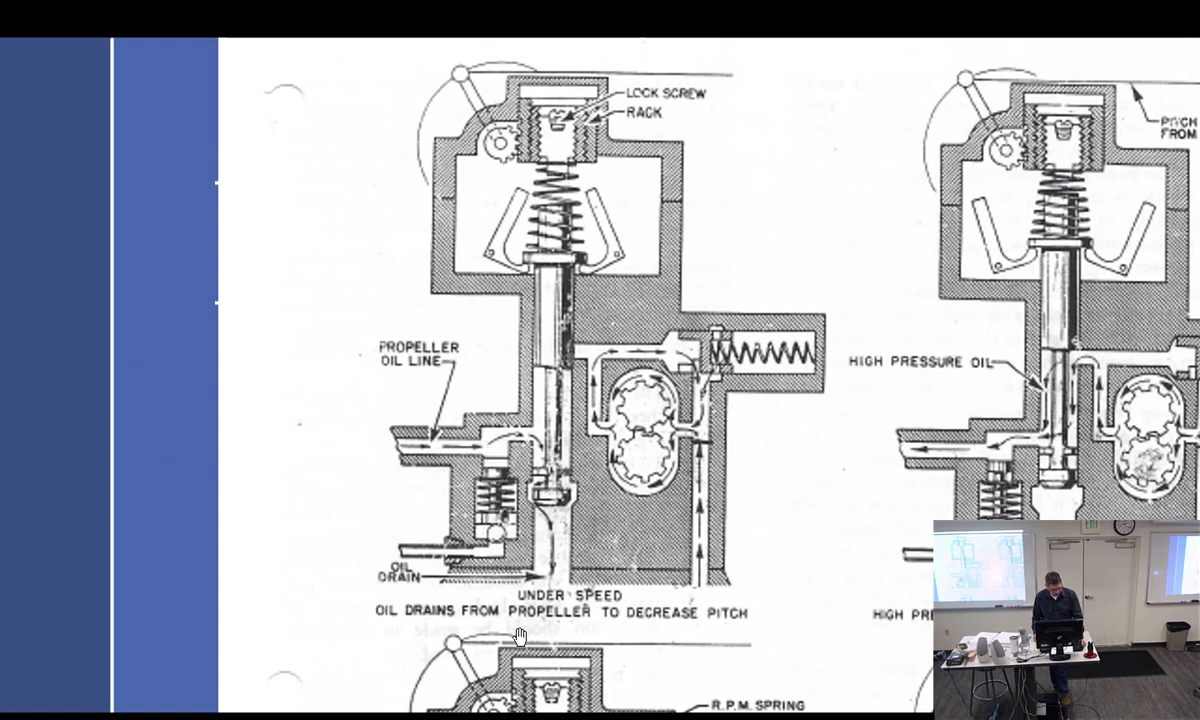 LOCK SCREW
RACK
PITCH
FROM
PROPELLER
OIL LINE
HIGH PRESSURE OIL
OIL
DRAIN
UNDER SPEED
OIL DRAINS FROM PROPELLER TO DECREASE PITCH
HIGH PRE
R.P.M. SPRING
EXIT